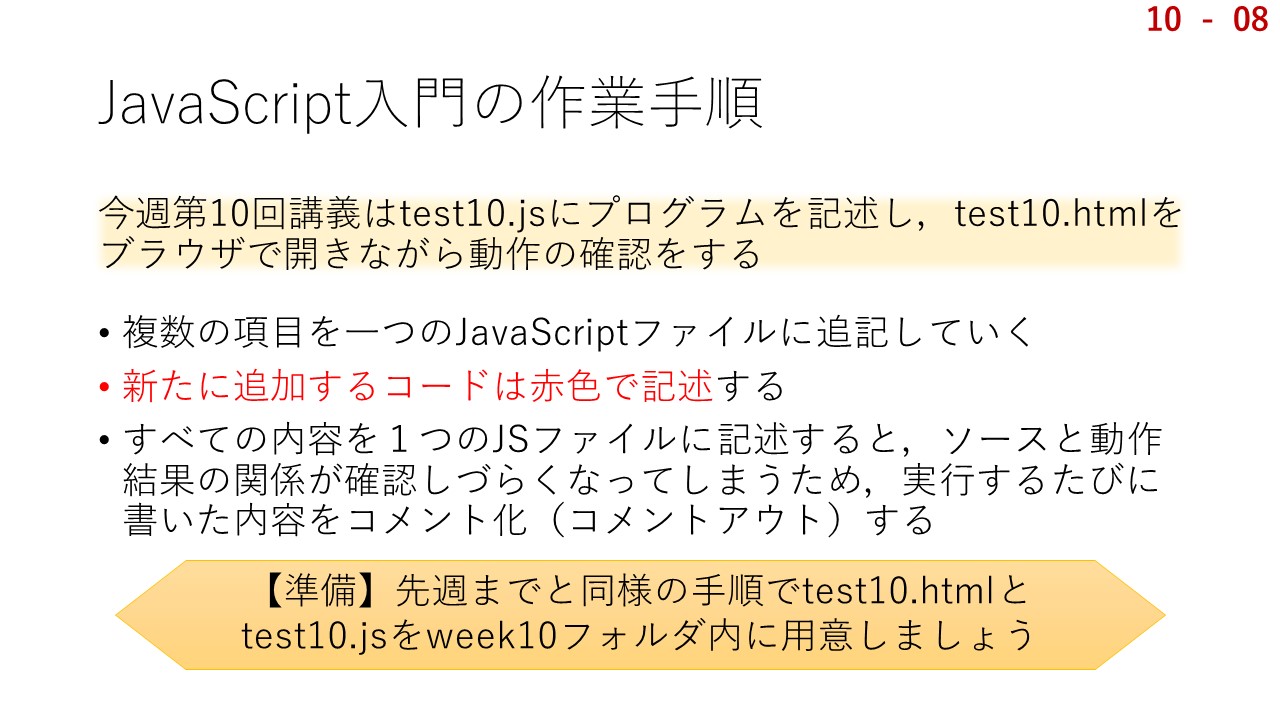 10 - 08
JavaScript入門の作業手順
今週第10回講義はtest10.jsにプログラムを記述し，test10.htmlを
ブラウザで開きながら動作の確認をする
• 複数の項目を一つのJavaScriptファイルに追記していく
• 新たに追加するコードは赤色で記述する
• すべての内容を１つのJSファイルに記述すると，ソースと動作
結果の関係が確認しづらくなってしまうため，実行するたびに
書いた内容をコメント化（コメントアウト）する
【準備】先週までと同様の手順でtest10.htmlと
test10.jsをweek10フォルダ内に用意しましょう